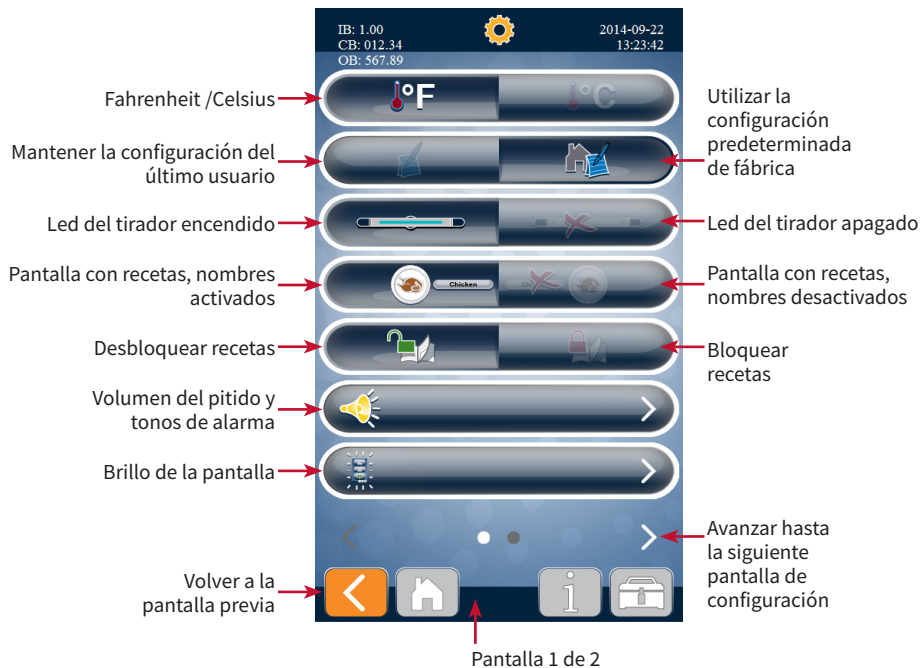 IB: 1.00
CB: 012.34
OB: 567.89
2014-09-22
13:23:42
Fahrenheit /Celsius
°F
°C
Utilizar la
configuración
predeterminada
de fábrica
Mantener la configuración del
último usuario
Led del tirador encendido
Led del tirador apagado
Pantalla con recetas, nombres
activados
Chicken
Pantalla con recetas,
nombres desactivados
Desbloquear recetas
Bloquear
recetas
Volumen del pitido y
tonos de alarma
Brillo de la pantalla
Avanzar hasta
la siguiente
pantalla de
configuración
Volver a la
pantalla previa
i
Pantalla 1 de 2